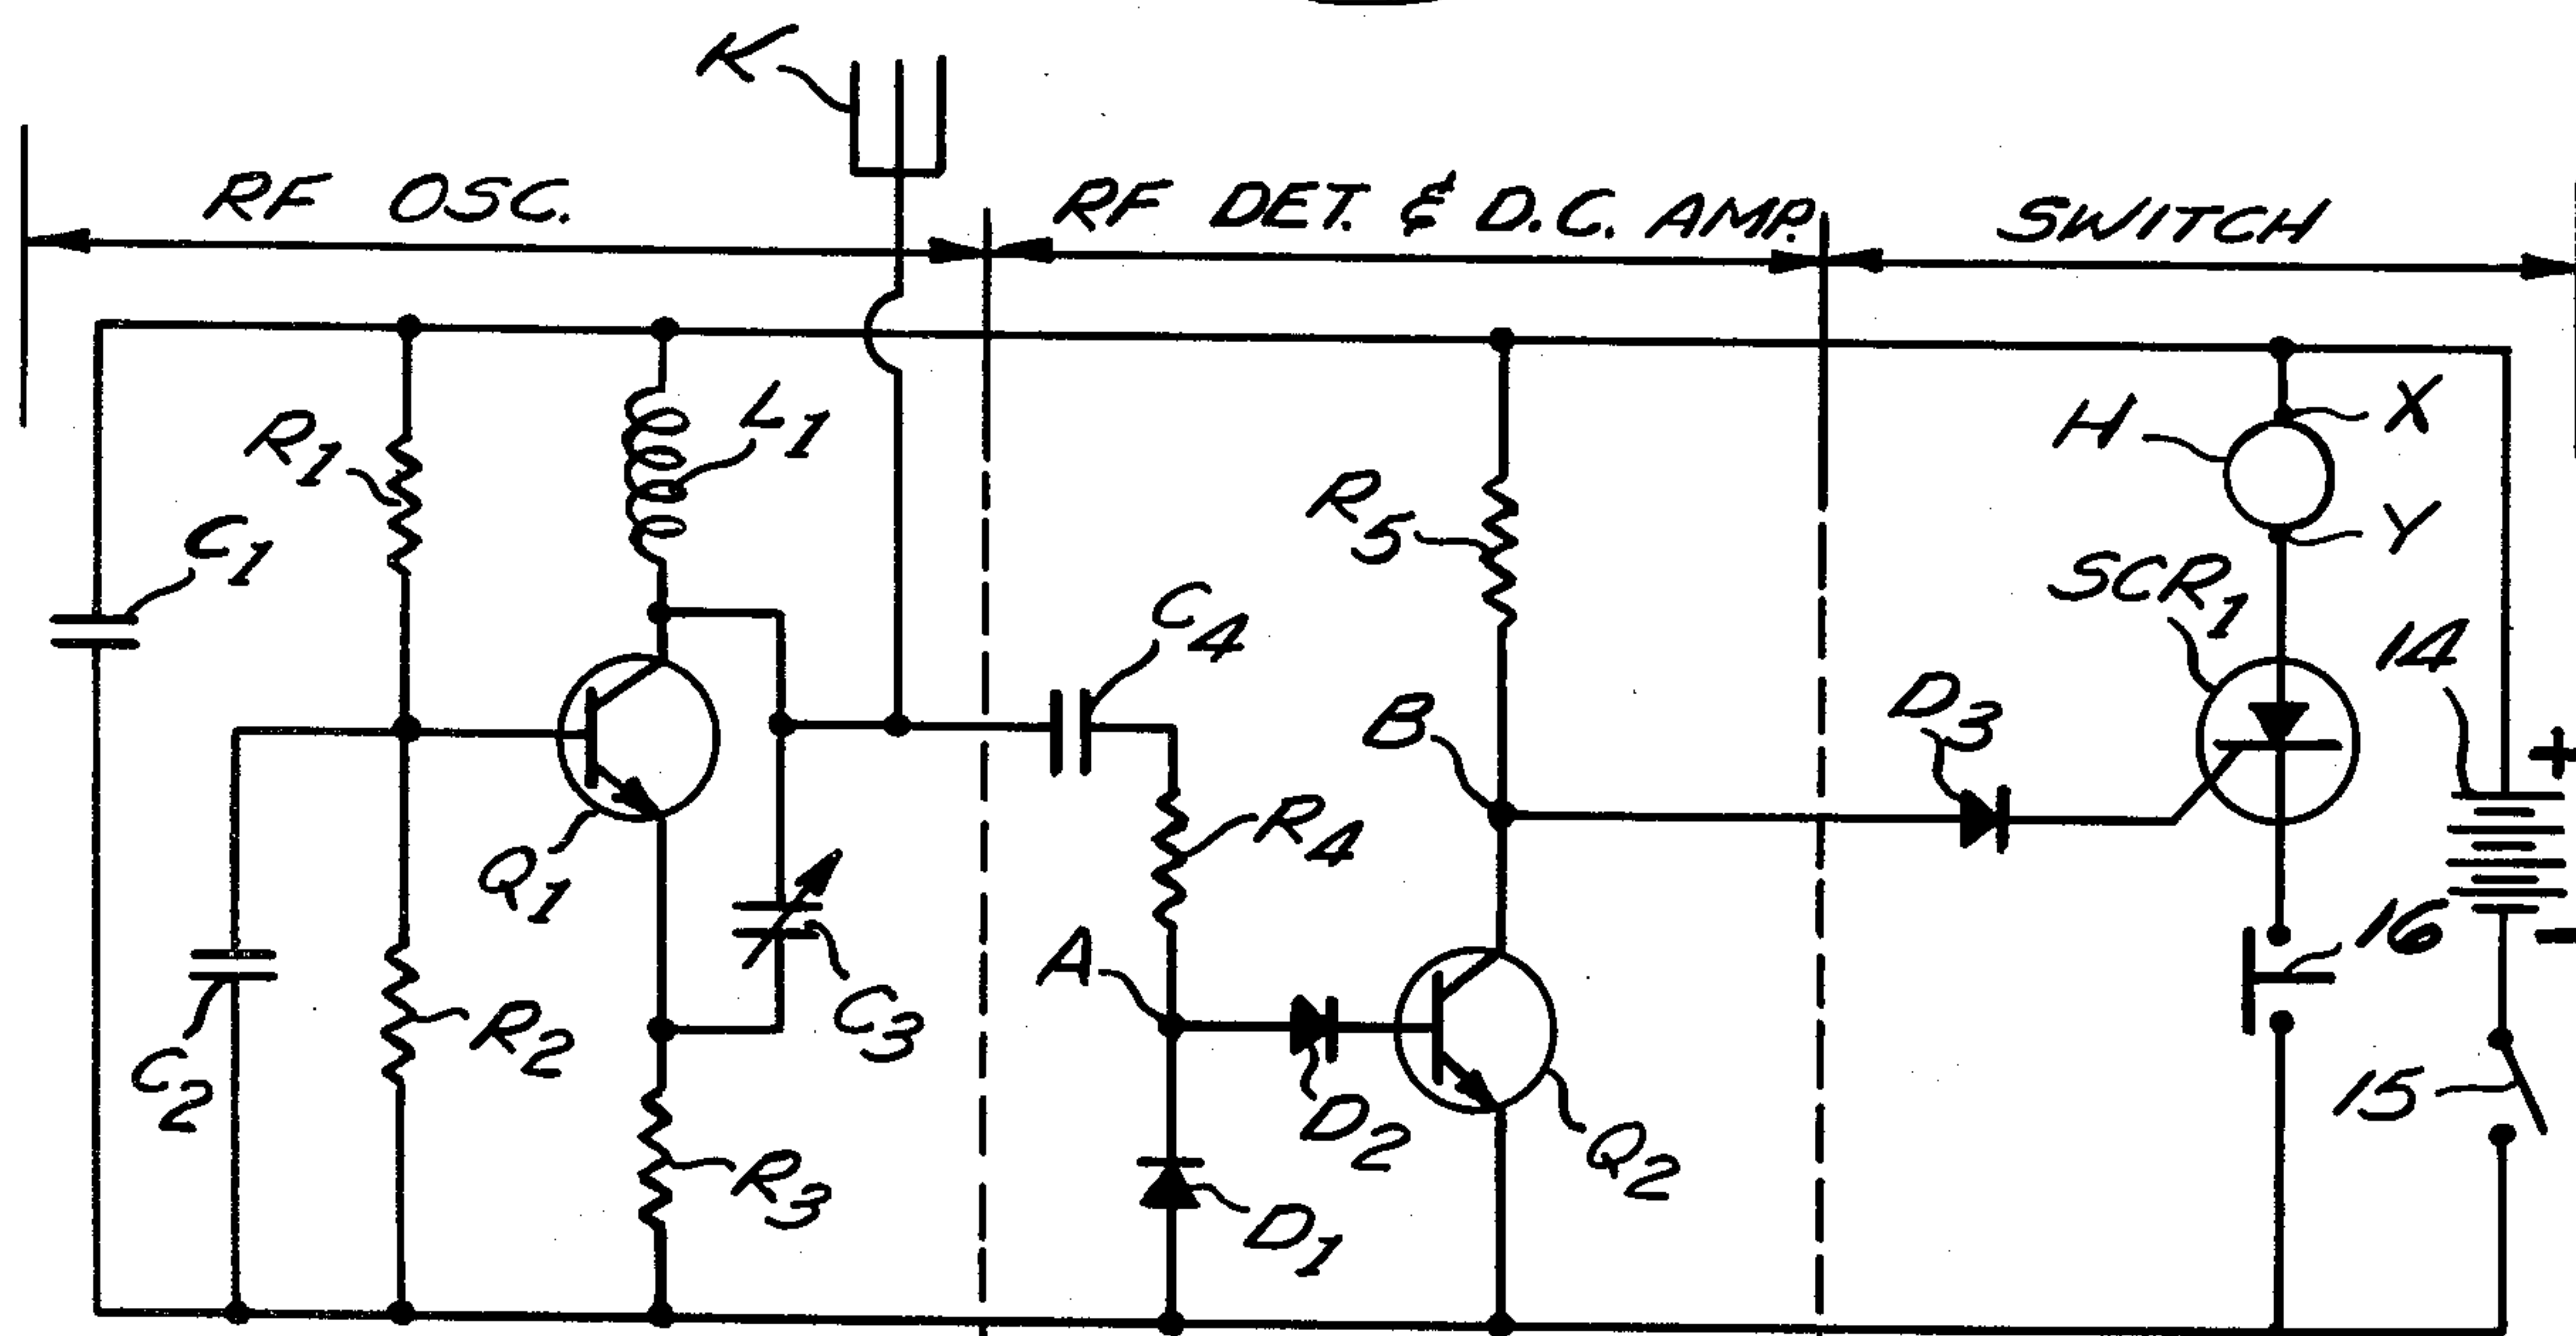 K
RF OSC.
RF DET. & D.C. AMP.
SWITCH
R1
L1
C1
R5
H
X
Y
SCR1
14
C4
B
D3
+
Q1
R4
C3
A
16
-
C2
R2
D2
15
R3
Q2
D1